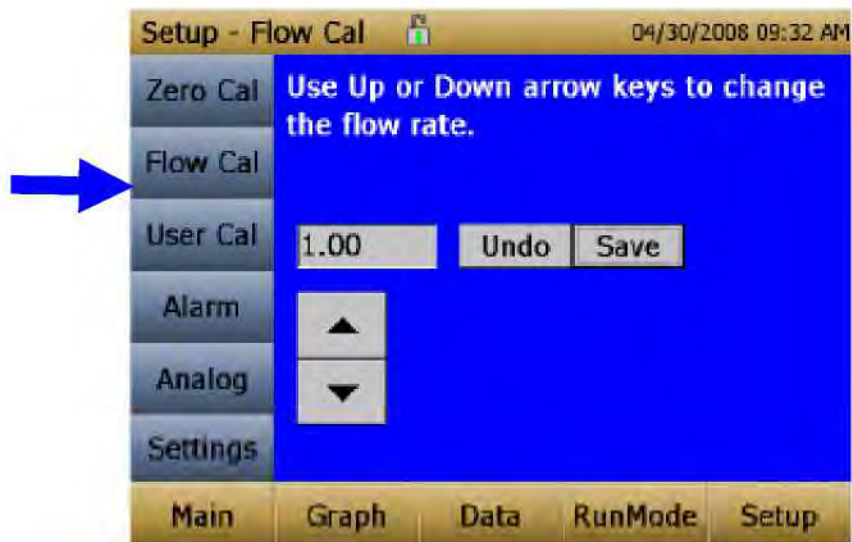 Setup - Flow Cal 04/30/2008 09:32 AM
Zero Cal
Flow Cal
User Cal
Alarm
Analog
Settings
Use Up or Down arrow keys to change
the flow rate.
1.00 Undo Save
Main Graph Data RunMode Setup